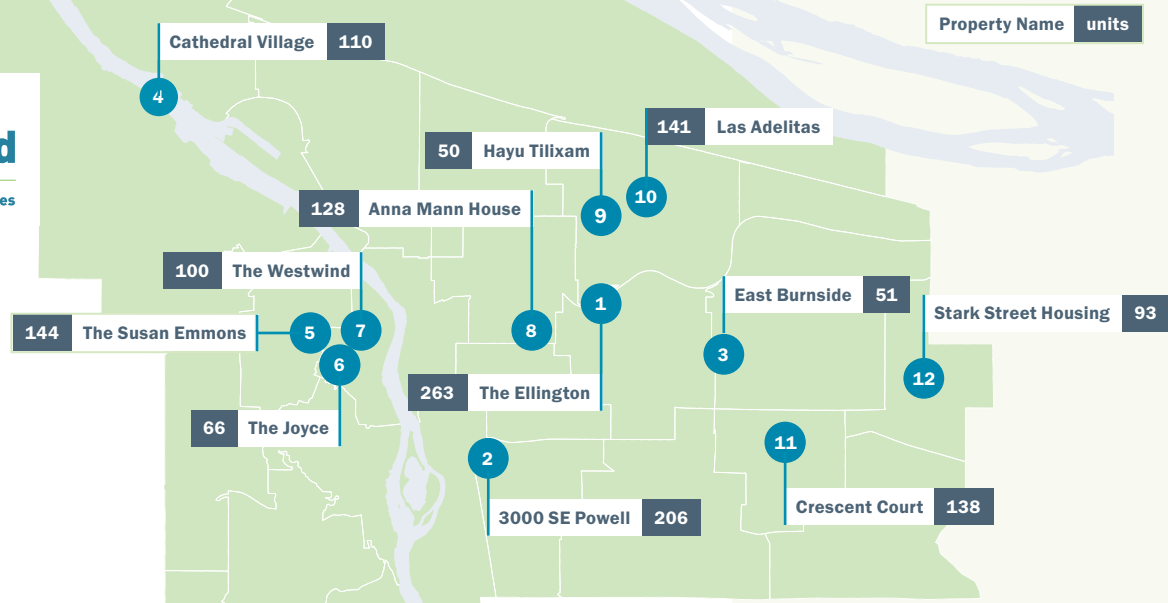 Property Name units
Cathedral Village 110
4
d
es
141 Las Adelitas
10
50 Hayu Tilixam
9
128 Anna Mann House
8
100 The Westwind
7
144 The Susan Emmons
5
6
66 The Joyce
1
263 The Ellington
East Burnside 51
3
Stark Street Housing 93
12
2
3000 SE Powell 206
11
Crescent Court 138